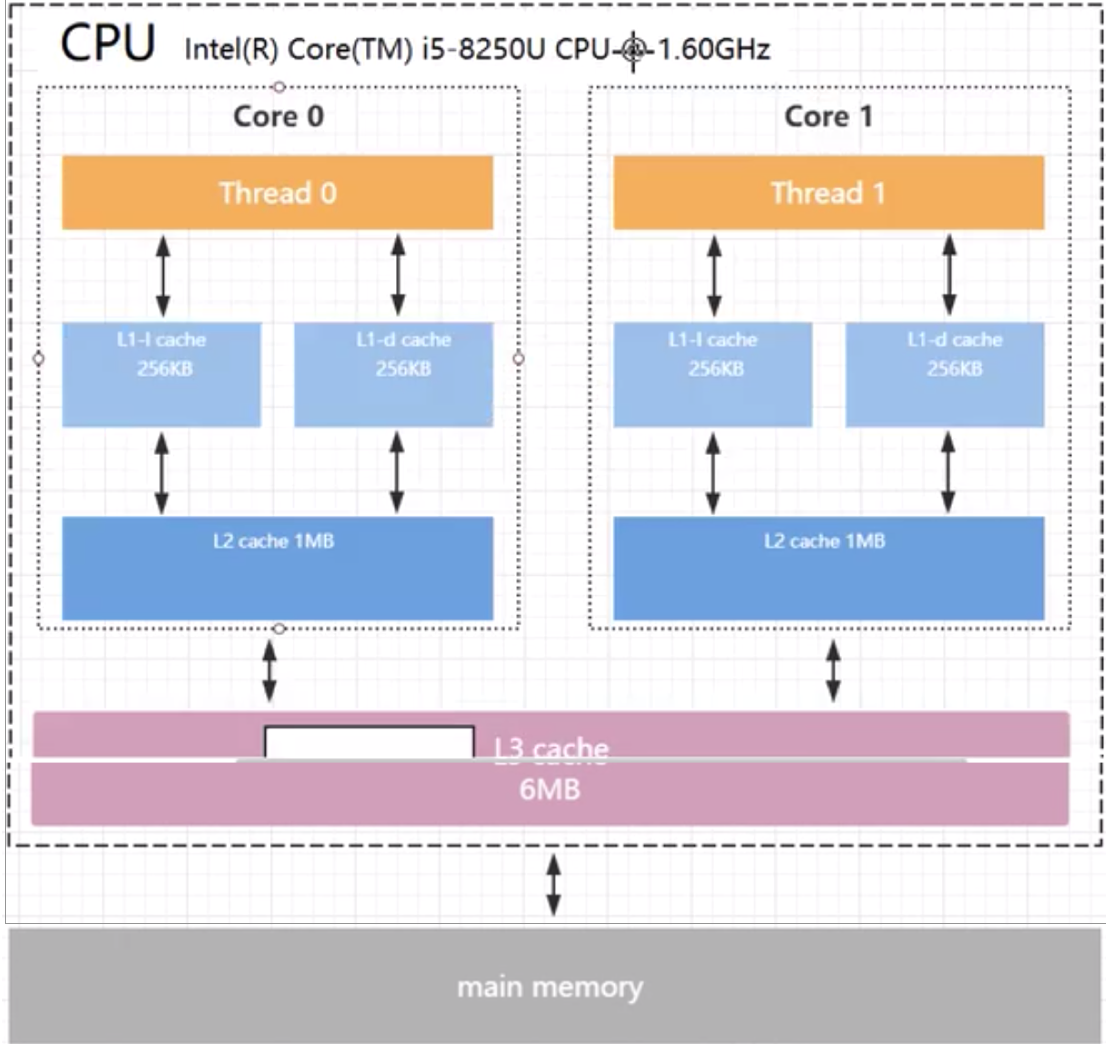 CPU Intel(R) Core(TM) i5-8250U CPU @ 1.60GHz
Core 0
Core 1
Thread 0
Thread 1
L1-I cache
256KB
L1-d cache
256KB
L1-I cache
256KB
L1-d cache
256KB
L2 cache 1MB
L2 cache 1MB
L3 cache
6MB
main memory